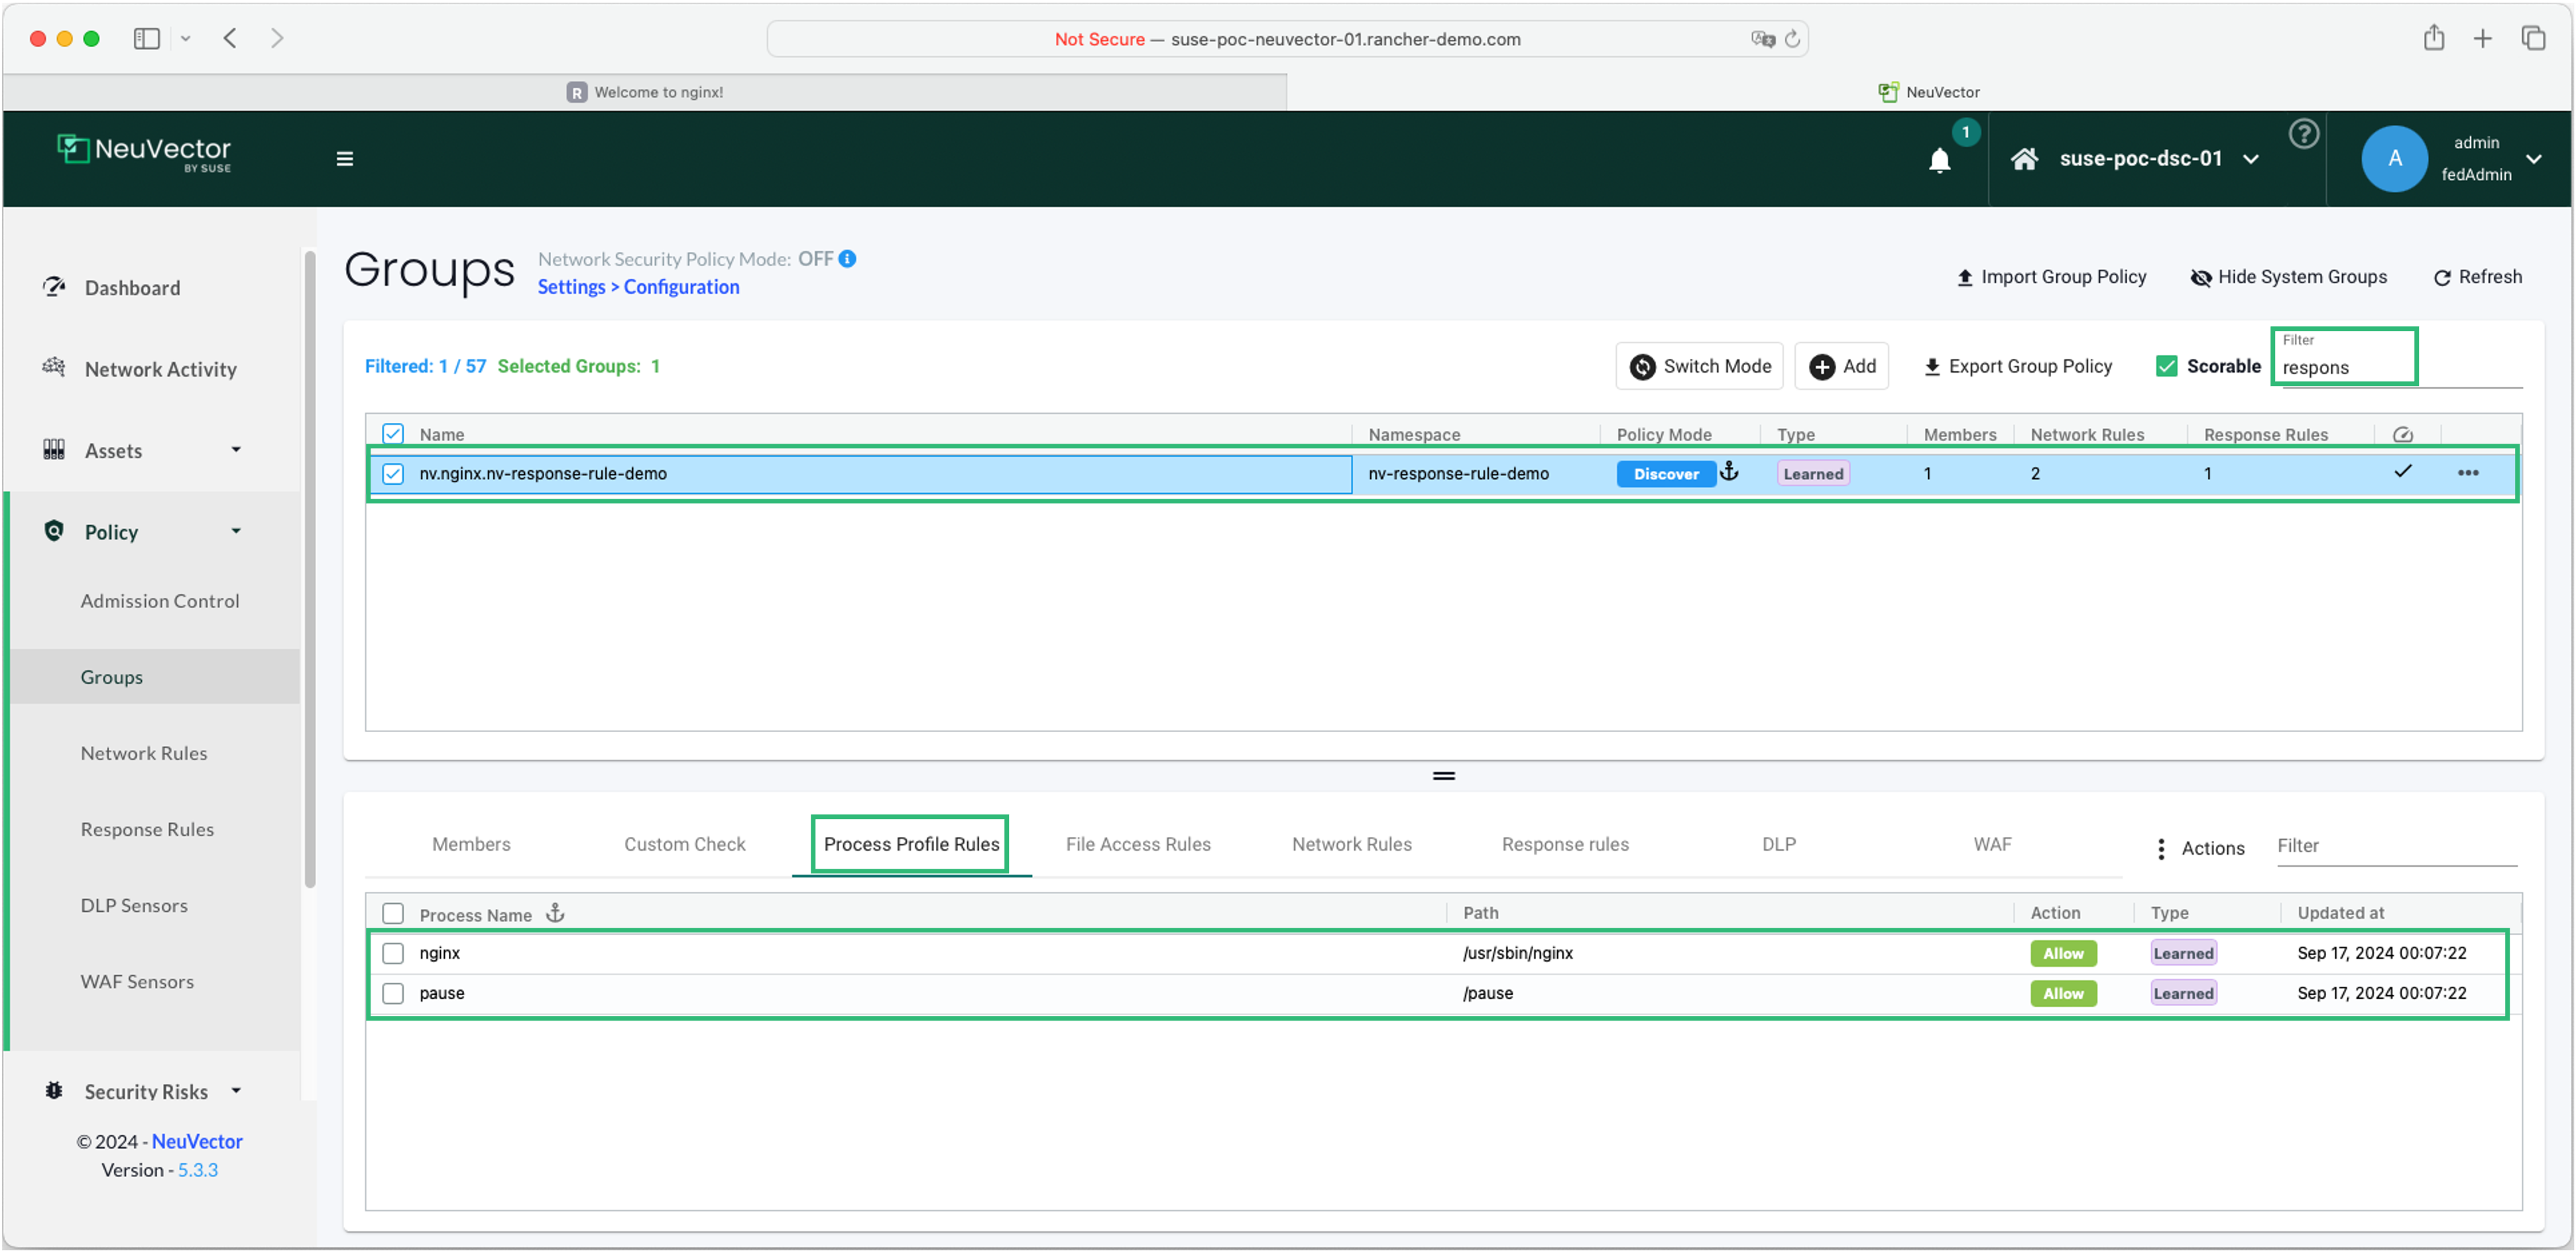 Not Secure — suse-poc-neuvector-01.rancher-demo.com
R Welcome to nginx!
NeuVector
NeuVector
BY SUSE
1
suse-poc-dsc-01
?
A
admin
fedAdmin
Dashboard
Network Activity
Assets
Policy
Admission Control
Groups
Network Rules
Response Rules
DLP Sensors
WAF Sensors
Security Risks
© 2024 - NeuVector
Version - 5.3.3
Groups
Network Security Policy Mode: OFF
Settings > Configuration
Import Group Policy Hide System Groups Refresh
Filtered: 1 / 57 Selected Groups: 1
Switch Mode Add Export Group Policy Scorable
Filter
respons
Name Namespace Policy Mode Type Members Network Rules Response Rules
nv.nginx.nv-response-rule-demo nv-response-rule-demo Discover Learned 1 2 1
Members Custom Check Process Profile Rules File Access Rules Network Rules Response rules DLP WAF Actions Filter
Process Name Path Action Type Updated at
nginx /usr/sbin/nginx Allow Learned Sep 17, 2024 00:07:22
pause /pause Allow Learned Sep 17, 2024 00:07:22